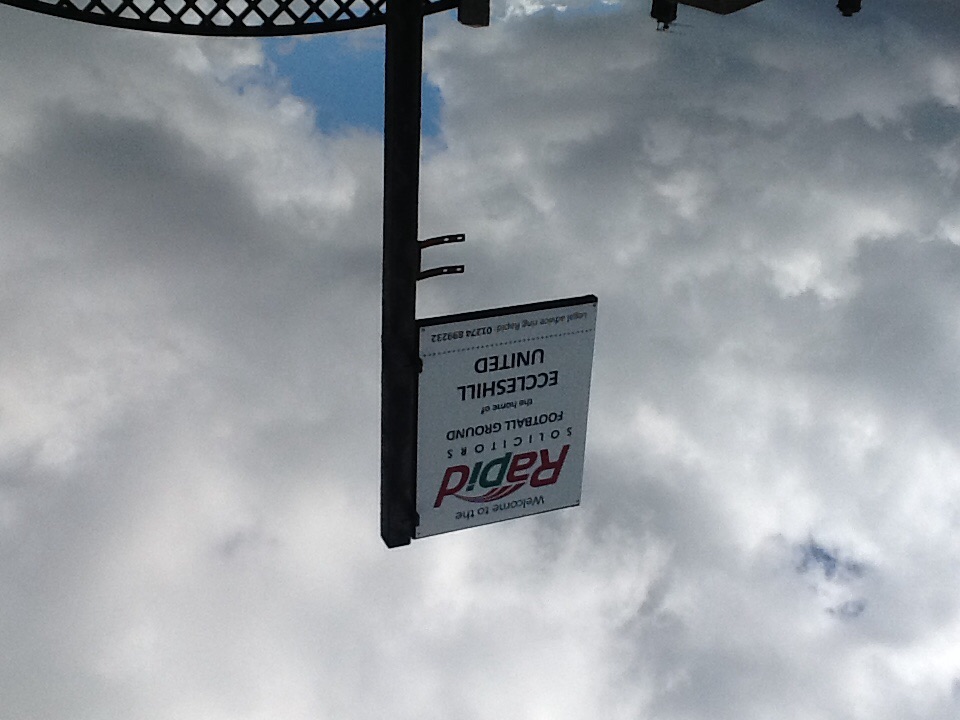 Welcome to the
Rapid
SOLICITORS
FOOTBALL GROUND
the home of
ECCLESHILL
UNITED
Legal advice ring Rapid: 01274 899232